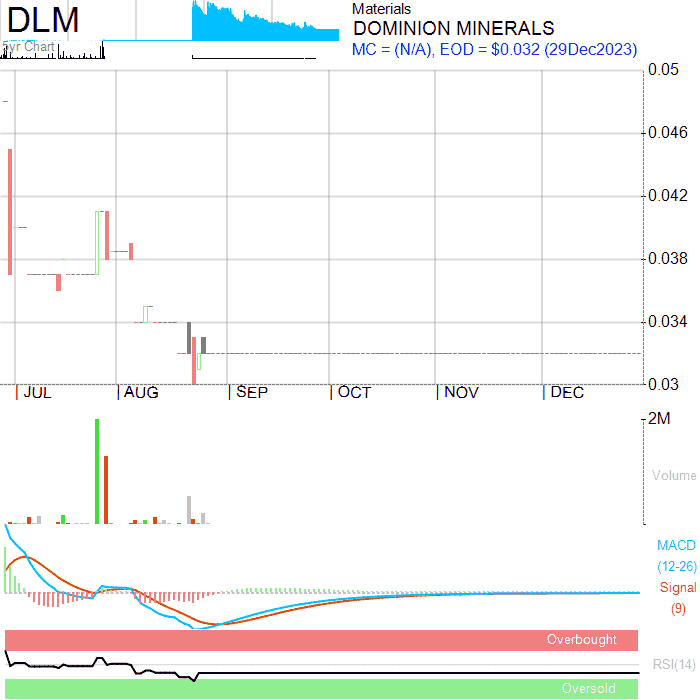 DLM
Materials
DOMINION MINERALS
MC = (N/A), EOD = $0.032 (29Dec2023)
5yr Chart
0.05
0.046
0.042
0.038
0.034
0.03
JUL AUG SEP OCT NOV DEC
2M
Volume
MACD
(12-26)
Signal
(9)
Overbought
RSI(14)
Oversold